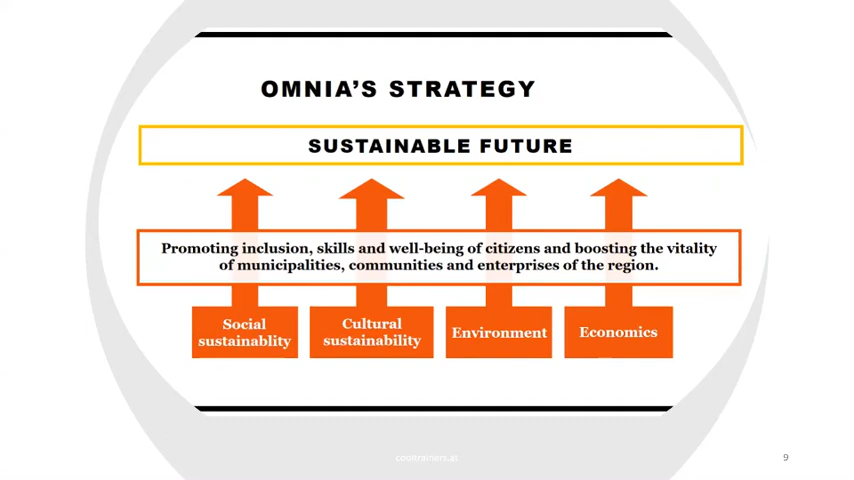 OMNIA'S STRATEGY
SUSTAINABLE FUTURE
Promoting inclusion, skills and well-being of citizens and boosting the vitality
of municipalities, communities and enterprises of the region.
Social
sustainablity
Cultural
sustainability
Environment
Economics
9